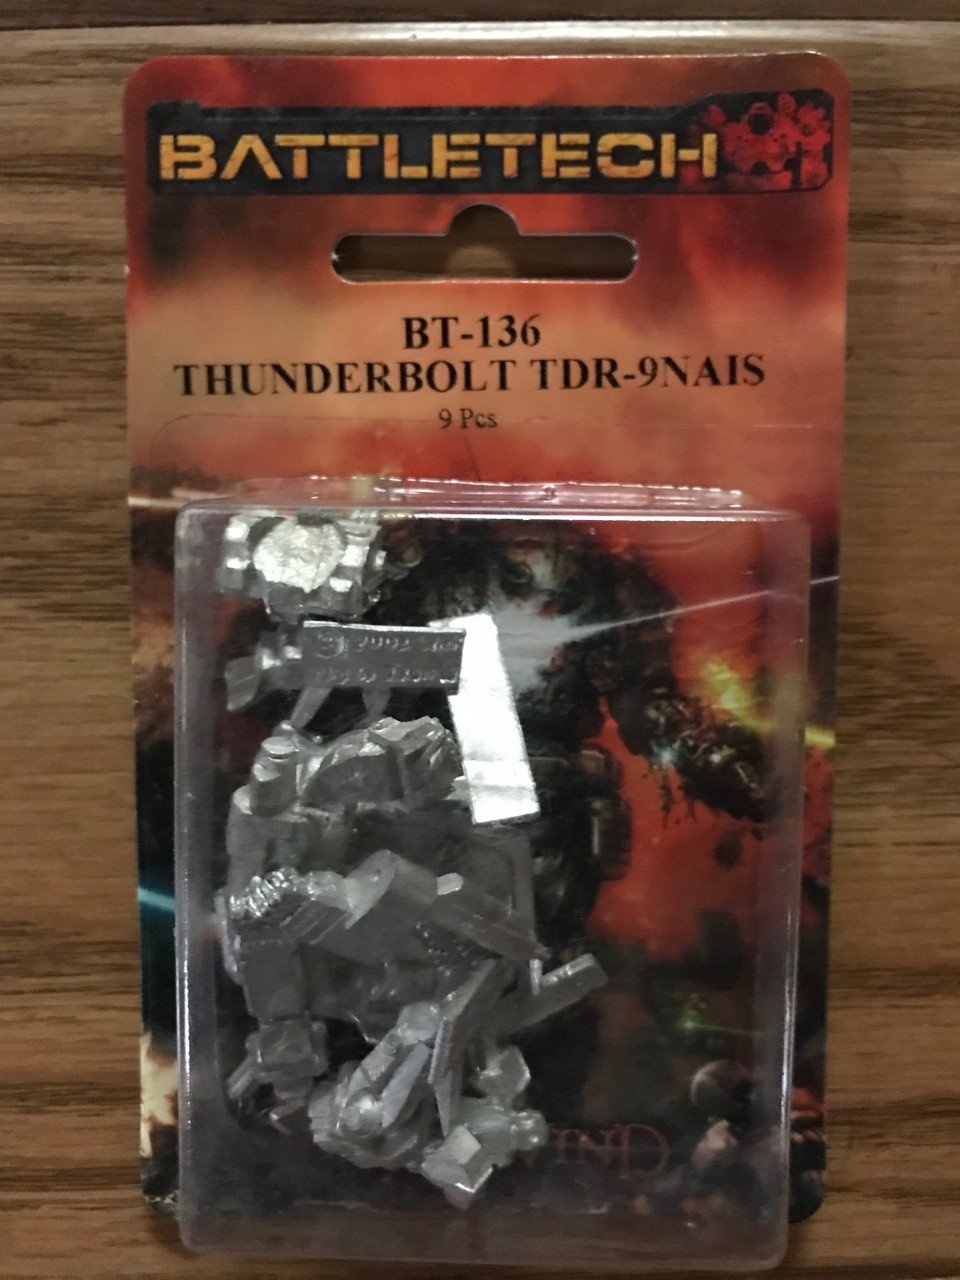 BATTLETECH
BT-136
THUNDERBOLT TDR-9NAIS
9 Pcs